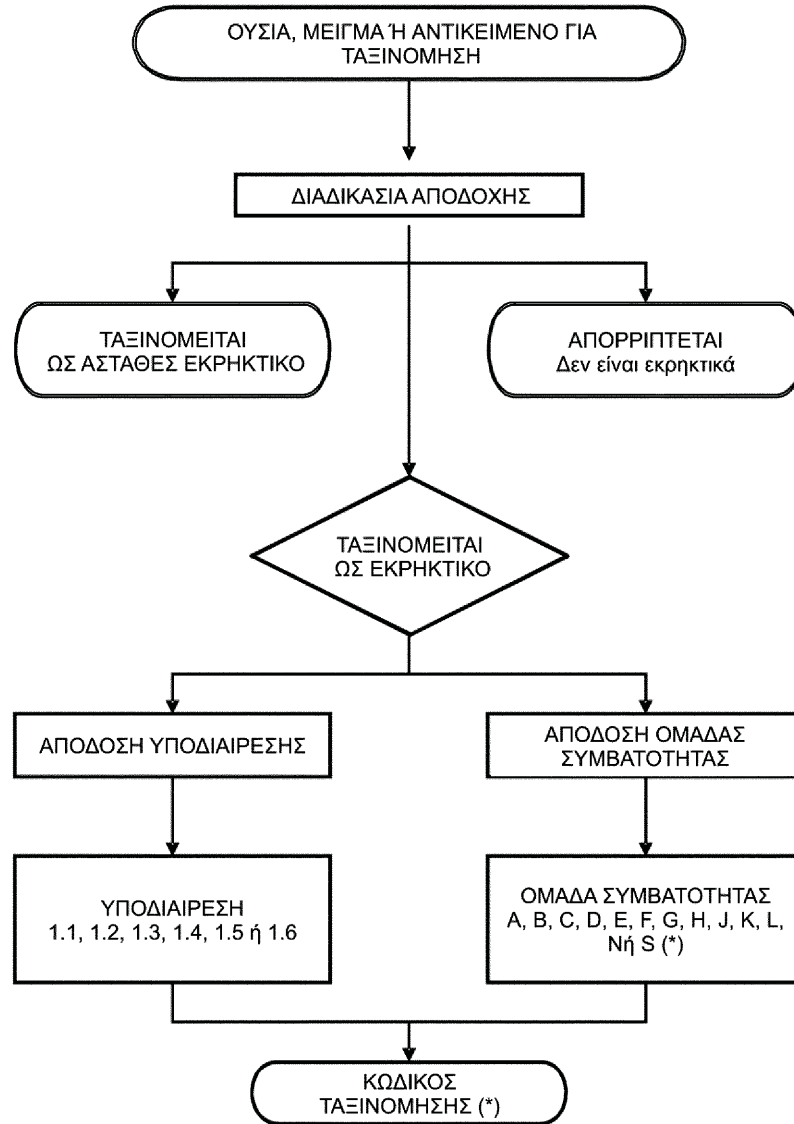 ΟΥΣΙΑ, ΜΕΙΓΜΑ Ή ΑΝΤΙΚΕΙΜΕΝΟ ΓΙΑ
ΤΑΞΙΝΟΜΗΣΗ
ΔΙΑΔΙΚΑΣΙΑ ΑΠΟΔΟΧΗΣ
ΤΑΞΙΝΟΜΕΙΤΑΙ
ΩΣ ΑΣΤΑΘΕΣ ΕΚΡΗΚΤΙΚΟ
ΑΠΟΡΡΙΠΤΕΤΑΙ
Δεν είναι εκρηκτικά
ΤΑΞΙΝΟΜΕΙΤΑΙ
ΩΣ ΕΚΡΗΚΤΙΚΟ
ΑΠΟΔΟΣΗ ΥΠΟΔΙΑΙΡΕΣΗΣ
ΑΠΟΔΟΣΗ ΟΜΑΔΑΣ
ΣΥΜΒΑΤΟΤΗΤΑΣ
ΥΠΟΔΙΑΙΡΕΣΗ
1.1, 1.2, 1.3, 1.4, 1.5 ή 1.6
ΟΜΑΔΑ ΣΥΜΒΑΤΟΤΗΤΑΣ
A, B, C, D, E, F, G, H, J, K, L,
Nή S (*)
ΚΩΔΙΚΟΣ
ΤΑΞΙΝΟΜΗΣΗΣ (*)